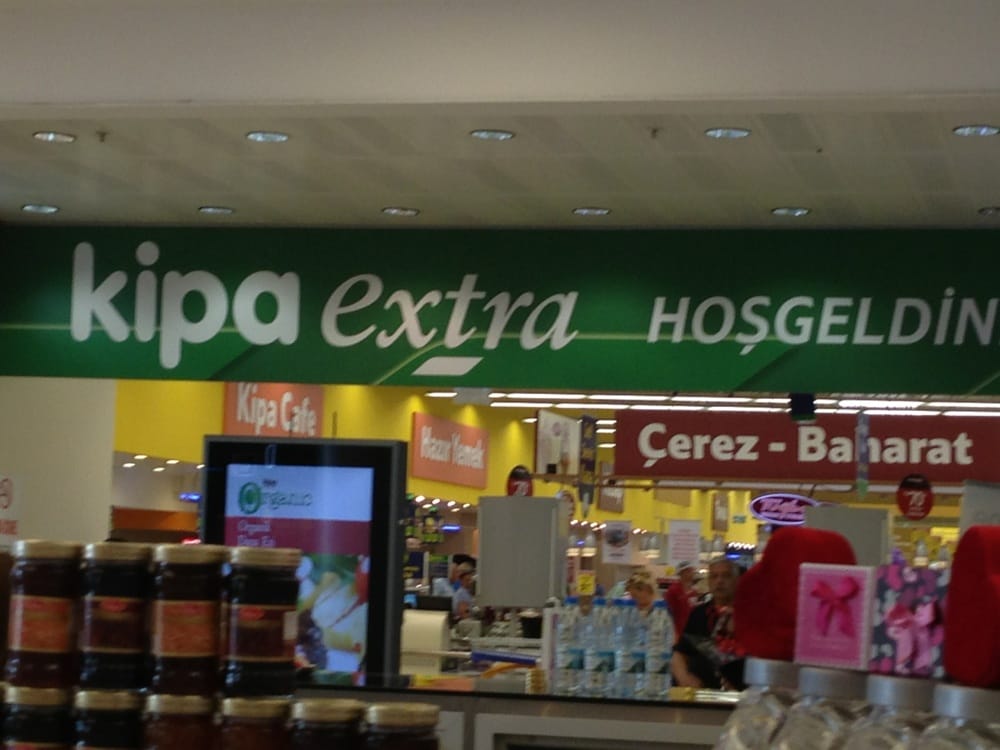 kipa extra HOŞGELDİN
Kipa Cafe
Hazır Yemek
Çerez - Baharat
Organic